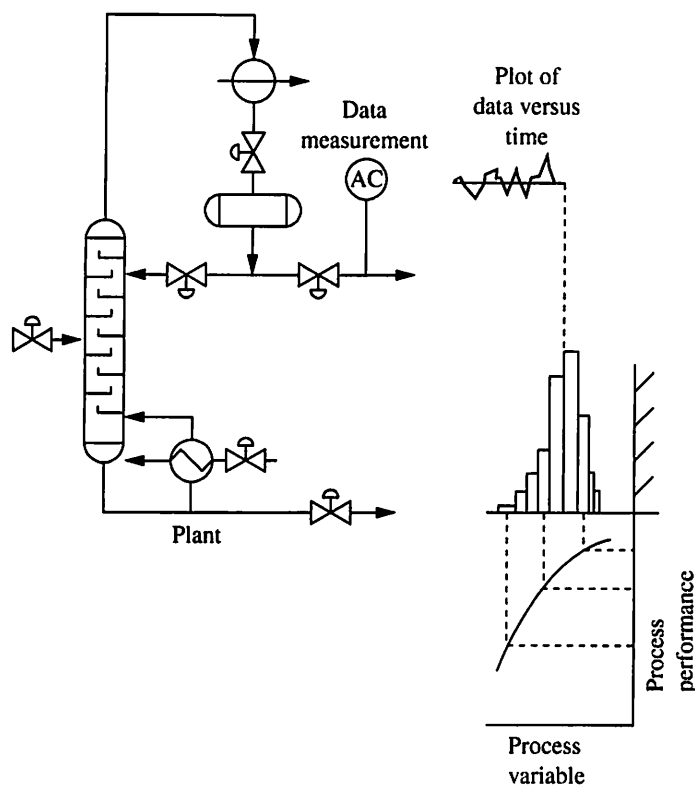 Plot of
data versus
time
Data
measurement
AC
Plant
Process
performance
Process
variable